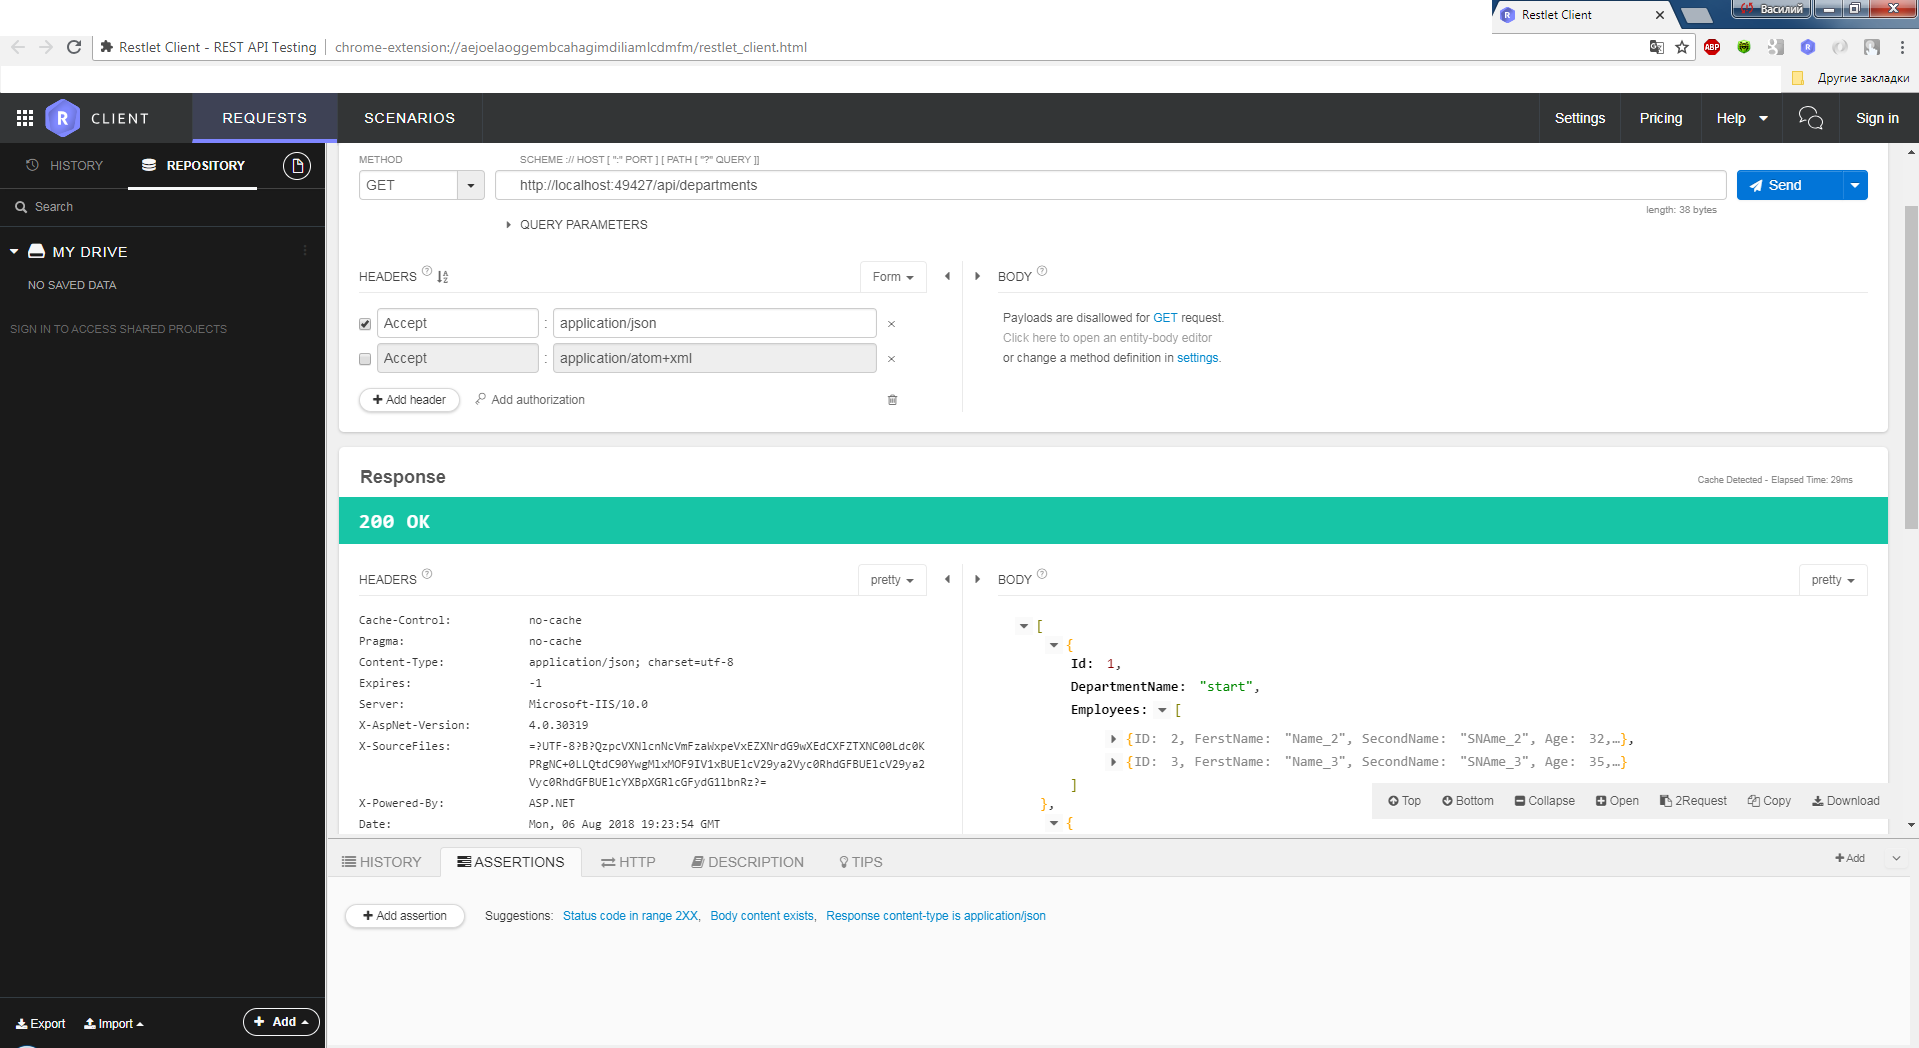 Restlet Client
Василий
Restlet Client - REST API Testing | chrome-extension://aejoelaoggembcahagimdiliamlcdmfm/restlet_client.html
ABP
Другие закладки
R CLIENT REQUESTS SCENARIOS Settings Pricing Help Sign in
HISTORY REPOSITORY
Search
MY DRIVE
NO SAVED DATA
SIGN IN TO ACCESS SHARED PROJECTS
METHOD SCHEME :// HOST [ ":" PORT ] [ PATH [ "?" QUERY ]]
GET http://localhost:49427/api/departments Send
length: 38 bytes
QUERY PARAMETERS
HEADERS ? Form BODY ?
Accept : application/json ×
Accept : application/atom+xml ×
Payloads are disallowed for GET request.
Click here to open an entity-body editor
or change a method definition in settings.
+ Add header Add authorization
Response Cache Detected - Elapsed Time: 29ms
200 OK
HEADERS ? pretty BODY ? pretty
Cache-Control: no-cache
Pragma: no-cache
Content-Type: application/json; charset=utf-8
Expires: -1
Server: Microsoft-IIS/10.0
X-AspNet-Version: 4.0.30319
X-SourceFiles:
X-Powered-By: ASP.NET
Date: Mon, 06 Aug 2018 19:23:54 GMT
[
{
Id: 1,
DepartmentName: "start",
Employees: [
{ID: 2, FerstName: "Name_2", SecondName: "SNAme_2", Age: 32,…},
{ID: 3, FerstName: "Name_3", SecondName: "SNAme_3", Age: 35,…}
]
},
{
Top Bottom Collapse Open 2Request Copy Download
HISTORY ASSERTIONS HTTP DESCRIPTION TIPS + Add
+ Add assertion Suggestions: Status code in range 2XX, Body content exists, Response content-type is application/json
Export Import + Add